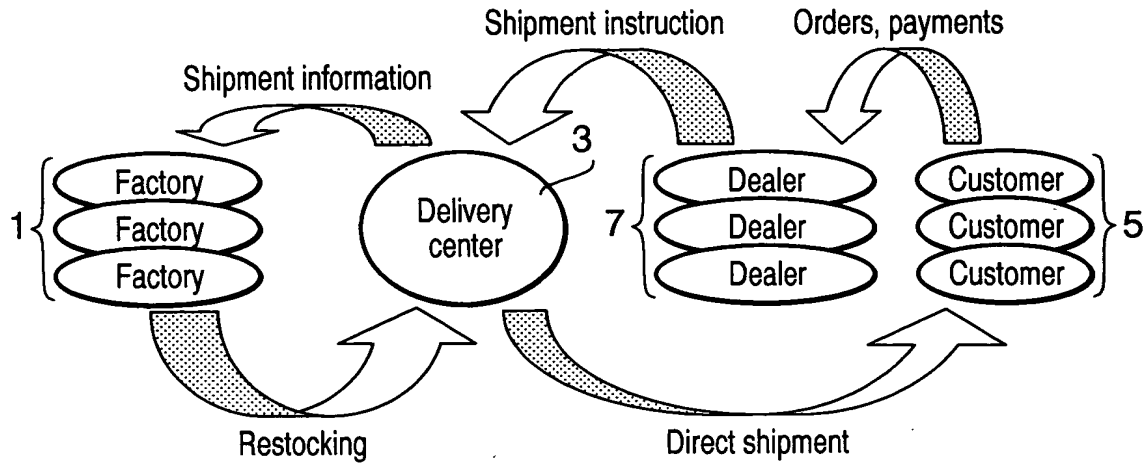 Shipment instruction
Orders, payments
Shipment information
3
Factory
Factory
Factory
1
Delivery
center
7
Dealer
Dealer
Dealer
Customer
Customer
Customer
5
Restocking
Direct shipment